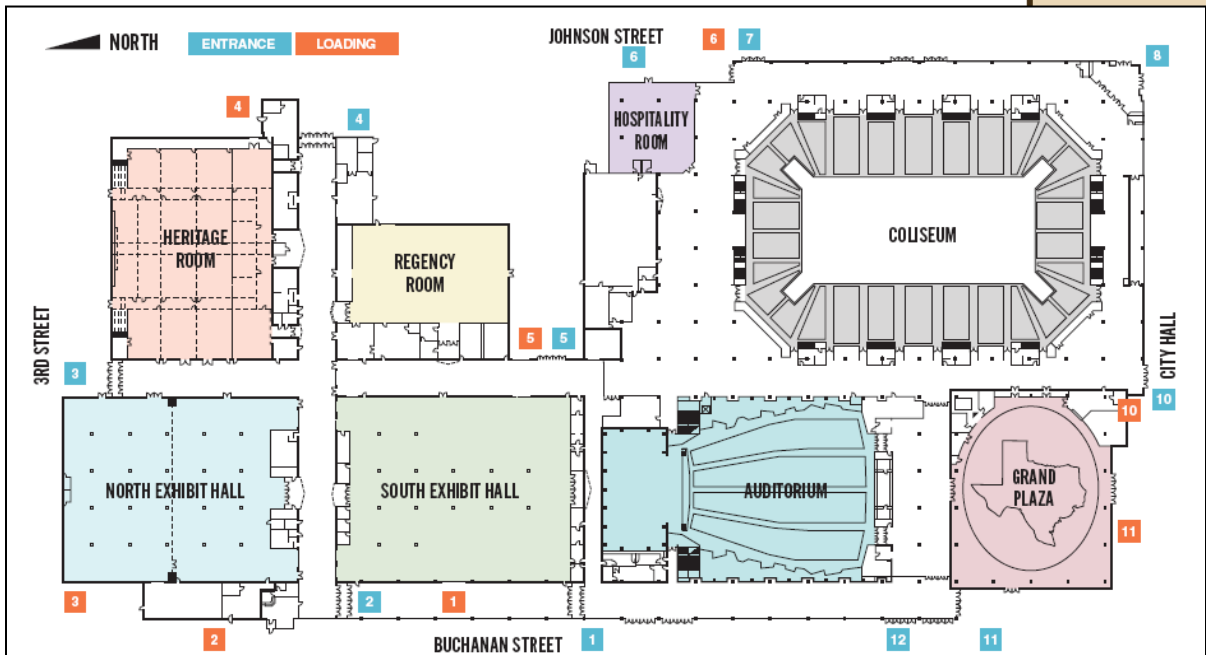 NORTH
ENTRANCE
LOADING
JOHNSON STREET
6
7
6
8
4
4
HOSPITALITY
ROOM
HERITAGE
ROOM
REGENCY
ROOM
COLISEUM
5
5
3RD STREET
3
CITY HALL
10
10
NORTH EXHIBIT HALL
SOUTH EXHIBIT HALL
AUDITORIUM
GRAND
PLAZA
11
3
2
1
2
BUCHANAN STREET
1
12
11